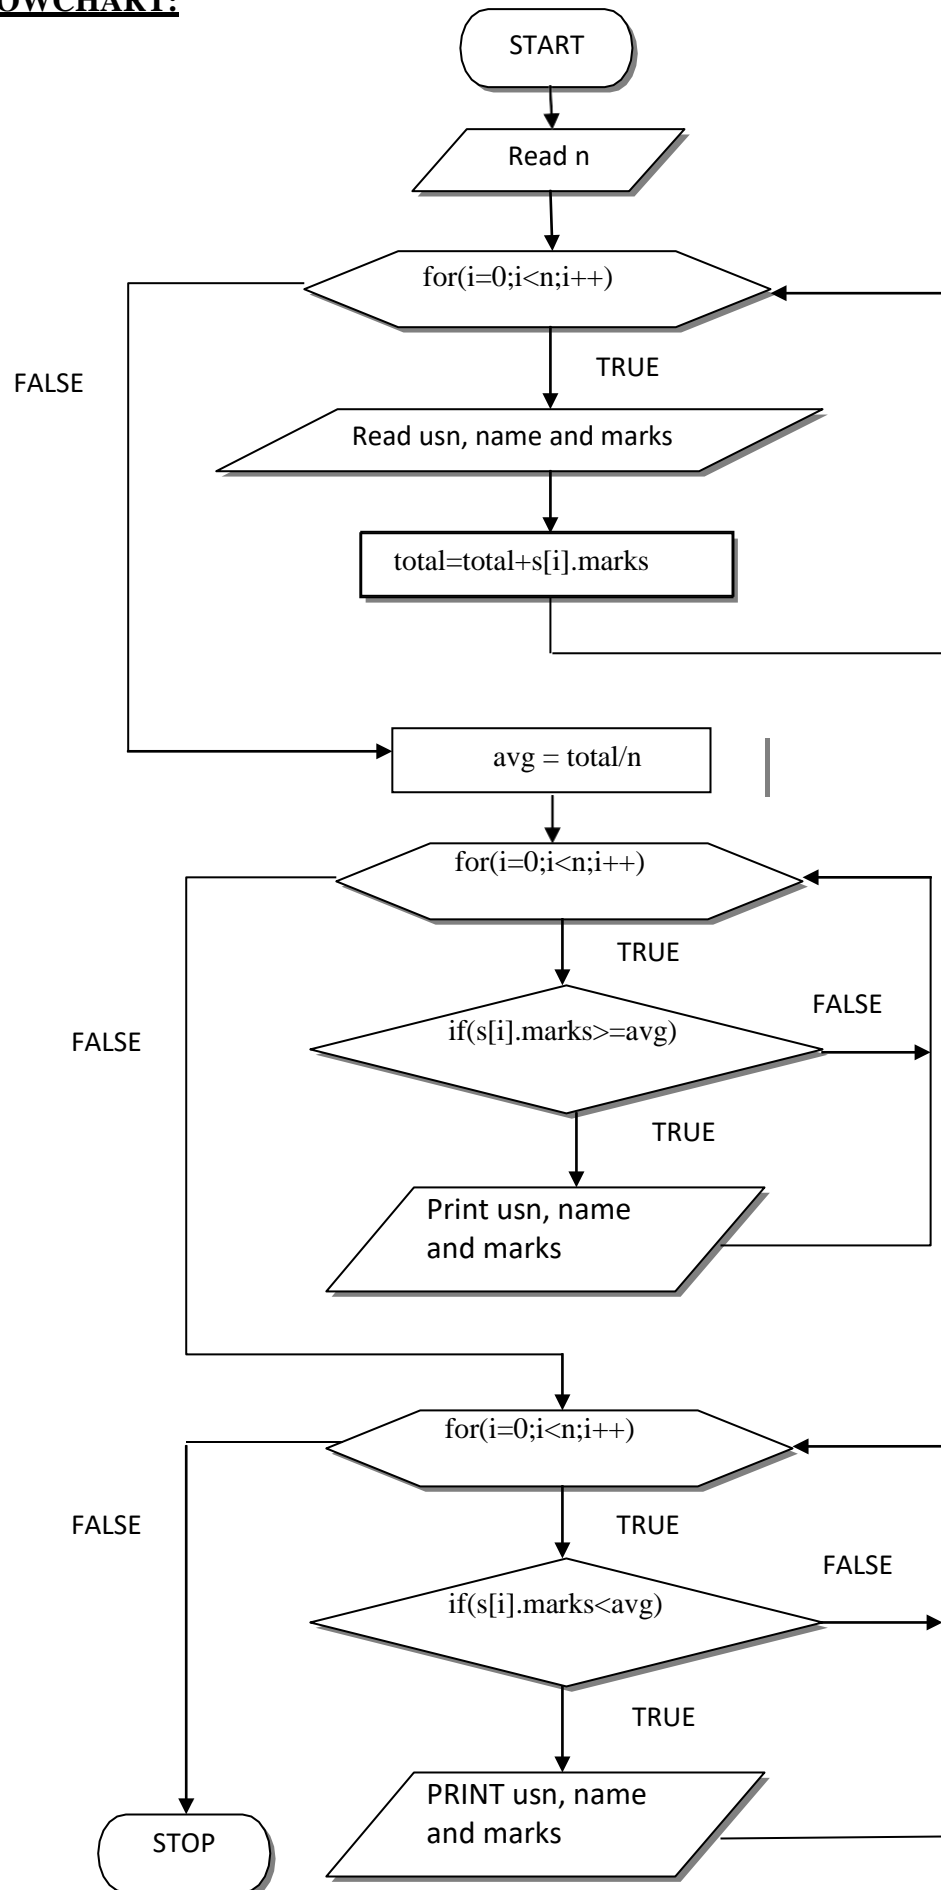 OWCHART:
START
Read n
for(i=0;i<n;i++)
TRUE
FALSE
Read usn, name and marks
total=total+s[i].marks
avg = total/n
for(i=0;i<n;i++)
TRUE
FALSE
if(s[i].marks>=avg)
FALSE
TRUE
Print usn, name
and marks
for(i=0;i<n;i++)
FALSE
TRUE
FALSE
if(s[i].marks<avg)
TRUE
PRINT usn, name
and marks
STOP